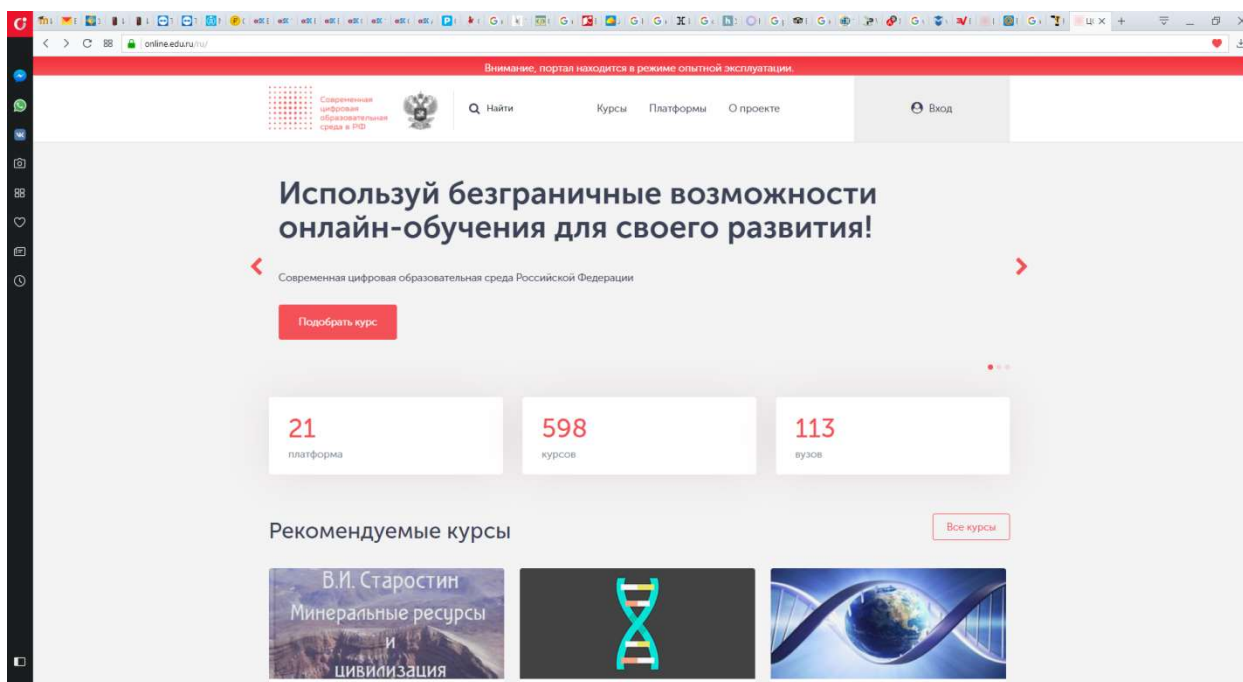 online.edu.ru/ru/
Внимание, портал находится в режиме опытной эксплуатации.
Современная
цифровая
образовательная
среда в РФ
Найти
Курсы
Платформы
О проекте
Вход
Используй безграничные возможности
онлайн-обучения для своего развития!
Современная цифровая образовательная среда Российской Федерации
Подобрать курс
21
платформа
598
курсов
113
вузов
Рекомендуемые курсы
Все курсы
В.И. Старостин
Минеральные ресурсы
и
цивилизация